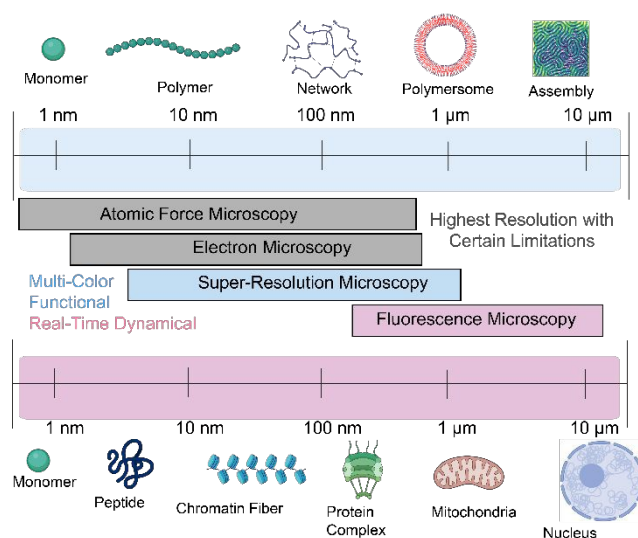 Monomer
Polymer
Network
Polymersome
Assembly
1 nm
10 nm
100 nm
1 µm
10 µm
Atomic Force Microscopy
Highest Resolution with
Certain Limitations
Electron Microscopy
Multi-Color
Functional
Super-Resolution Microscopy
Real-Time Dynamical
Fluorescence Microscopy
1 nm
10 nm
100 nm
1 µm
10 µm
Monomer
Peptide
Chromatin Fiber
Protein
Complex
Mitochondria
Nucleus